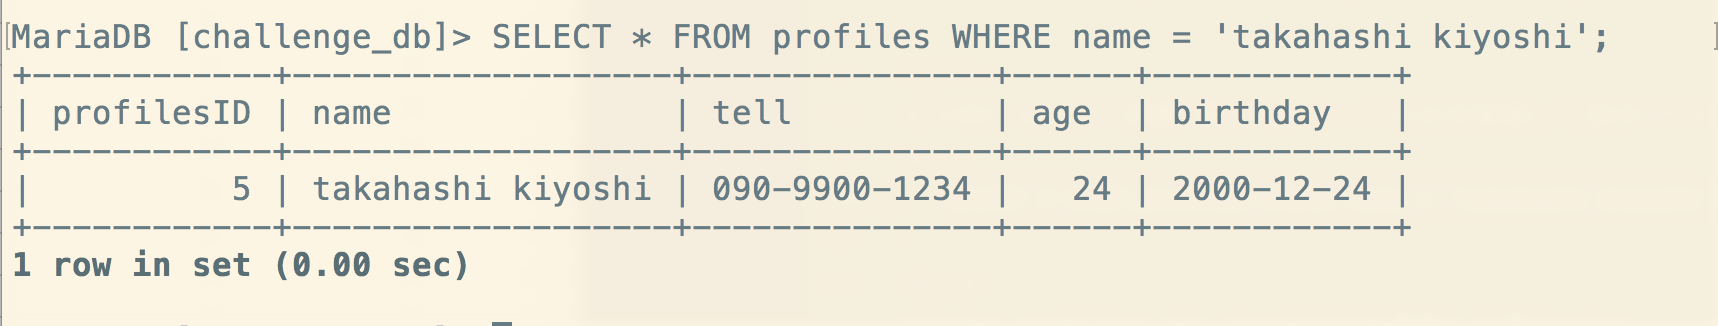 MariaDB [challenge_db]> SELECT * FROM profiles WHERE name = 'takahashi kiyoshi';
+-------------+-------------------+---------------+------+------------+
| profilesID | name | tell | age | birthday |
+-------------+-------------------+---------------+------+------------+
| 5 | takahashi kiyoshi | 090-9900-1234 | 24 | 2000-12-24 |
+-------------+-------------------+---------------+------+------------+
1 row in set (0.00 sec)